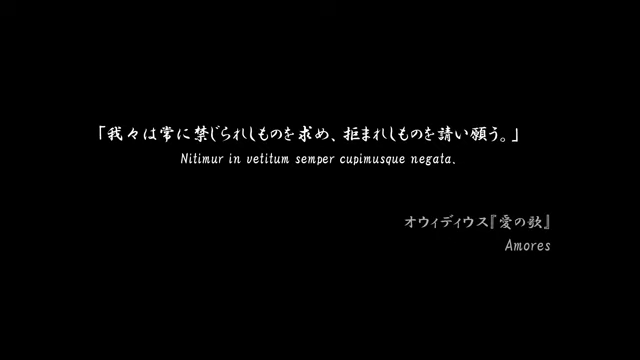 「我々は常に禁じられしものを求め、拒まれしものを請い願う。」
Nitimur in vetitum semper cupimusque negata.
オウィディウス『愛の歌』
Amores